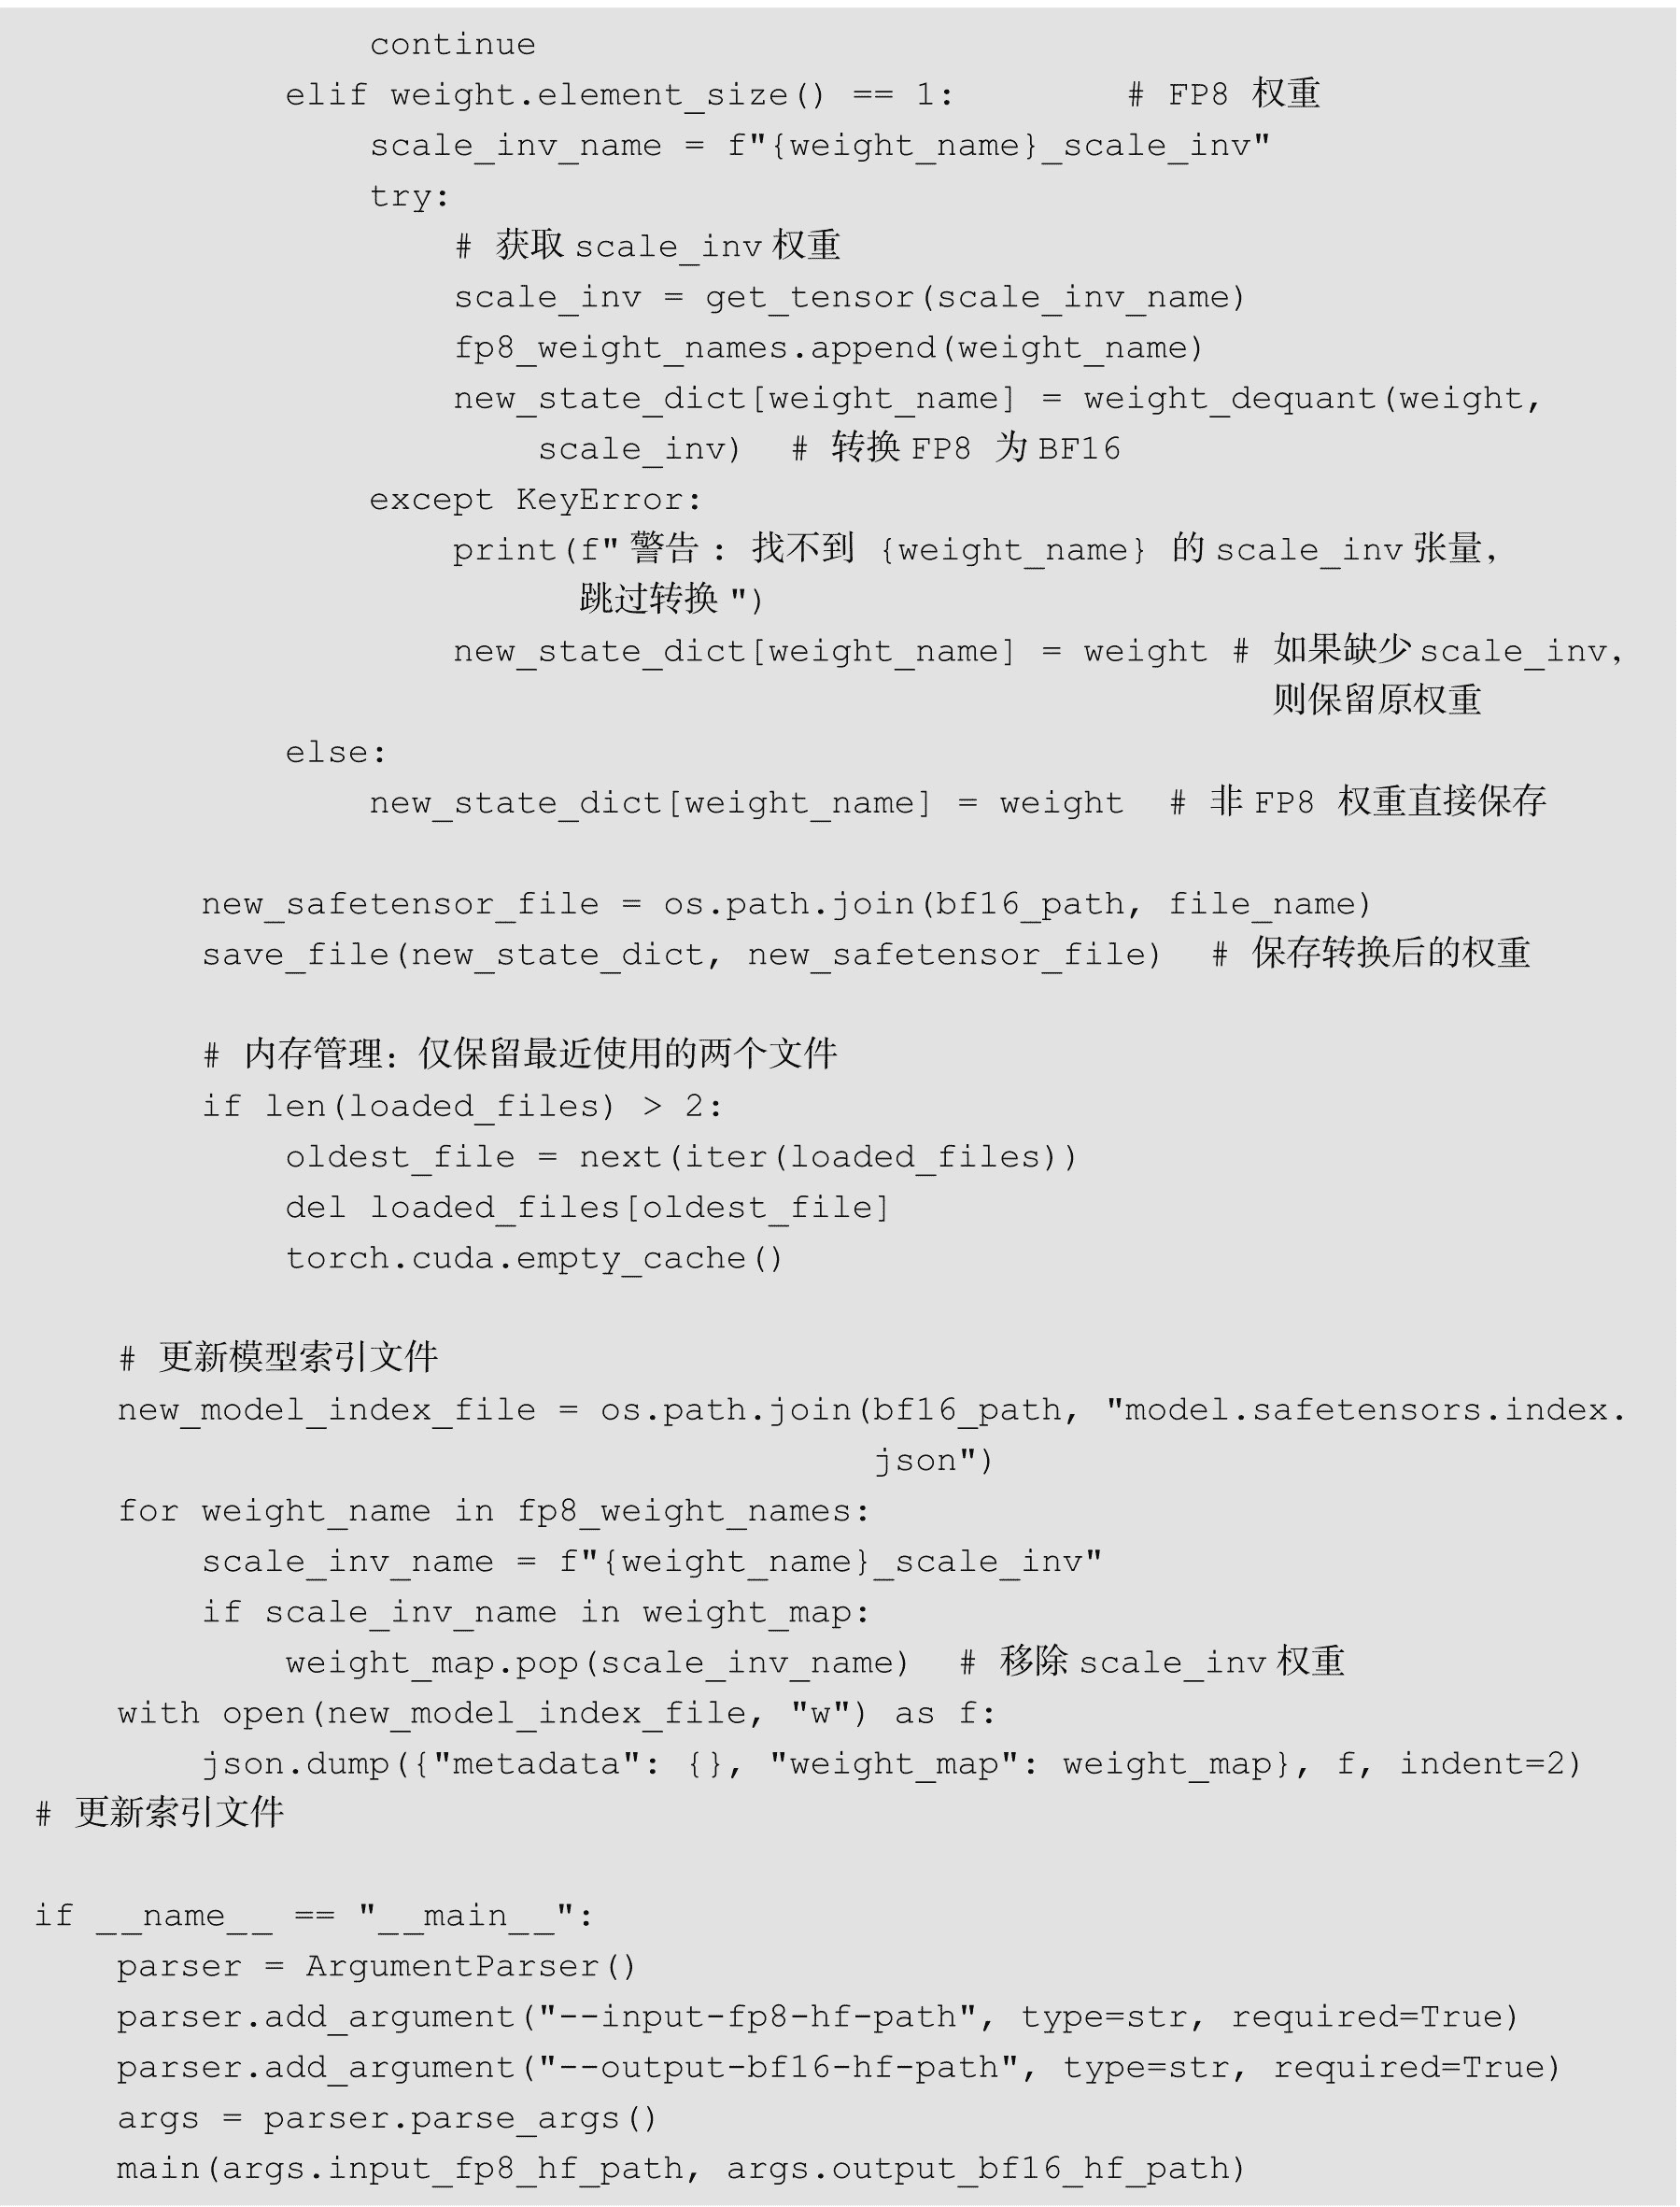 continue
            elif weight.element_size() == 1:        # FP8 权重
                scale_inv_name = f"{weight_name}_scale_inv"
                try:
                    # 获取 scale_inv 权重
                    scale_inv = get_tensor(scale_inv_name)
                    fp8_weight_names.append(weight_name)
                    new_state_dict[weight_name] = weight_dequant(weight,
                        scale_inv)  # 转换 FP8 为 BF16
                except KeyError:
                    print(f"警告: 找不到 {weight_name} 的 scale_inv 张量,
                          跳过转换")
                    new_state_dict[weight_name] = weight # 如果缺少 scale_inv,
                                                           则保留原权重
            else:
                new_state_dict[weight_name] = weight  # 非 FP8 权重直接保存

        new_safetensor_file = os.path.join(bf16_path, file_name)
        save_file(new_state_dict, new_safetensor_file)  # 保存转换后的权重

        # 内存管理: 仅保留最近使用的两个文件
        if len(loaded_files) > 2:
            oldest_file = next(iter(loaded_files))
            del loaded_files[oldest_file]
            torch.cuda.empty_cache()

    # 更新模型索引文件
    new_model_index_file = os.path.join(bf16_path, "model.safetensors.index.
                                        json")
    for weight_name in fp8_weight_names:
        scale_inv_name = f"{weight_name}_scale_inv"
        if scale_inv_name in weight_map:
            weight_map.pop(scale_inv_name)  # 移除 scale_inv 权重
    with open(new_model_index_file, "w") as f:
        json.dump({"metadata": {}, "weight_map": weight_map}, f, indent=2)
# 更新索引文件

if __name__ == "__main__":
    parser = ArgumentParser()
    parser.add_argument("--input-fp8-hf-path", type=str, required=True)
    parser.add_argument("--output-bf16-hf-path", type=str, required=True)
    args = parser.parse_args()
    main(args.input_fp8_hf_path, args.output_bf16_hf_path)